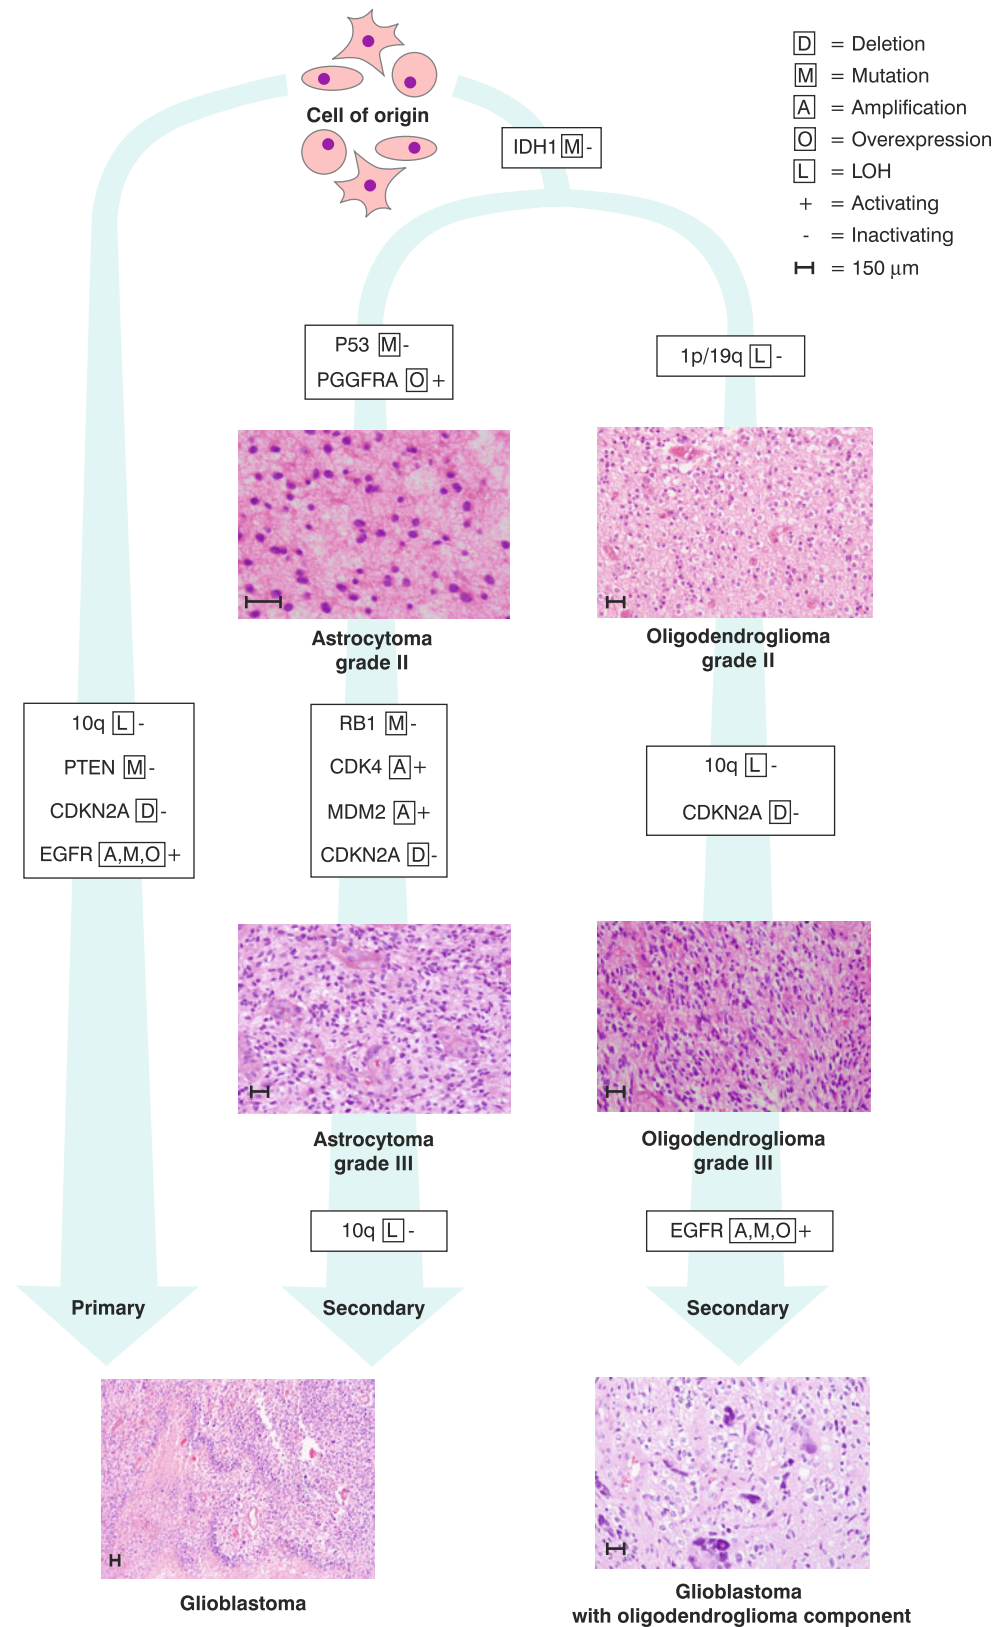 Cell of origin
IDH1 M -
D = Deletion
M = Mutation
A = Amplification
O = Overexpression
L = LOH
+ = Activating
- = Inactivating
= 150 μm
P53 M -
PGGFRA O +
1p/19q L -
Astrocytoma
grade II
Oligodendroglioma
grade II
10q L -
PTEN M -
CDKN2A D -
EGFR A,M,O +
RB1 M -
CDK4 A +
MDM2 A +
CDKN2A D -
10q L -
CDKN2A D -
Astrocytoma
grade III
Oligodendroglioma
grade III
10q L -
EGFR A,M,O +
Primary
Secondary
Secondary
Glioblastoma
Glioblastoma
with oligodendroglioma component